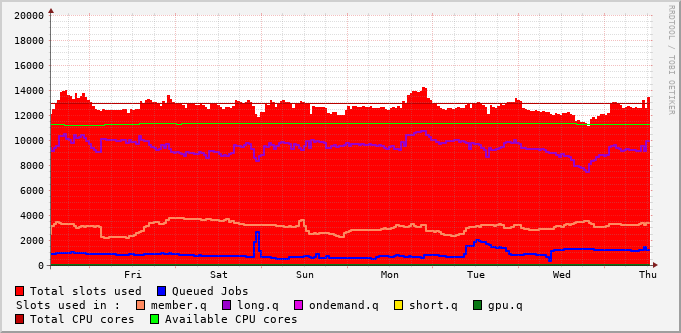 20000
18000
16000
14000
12000
10000
8000
6000
4000
2000
0
Fri Sat Sun Mon Tue Wed Thu
Total slots used Queued Jobs
Slots used in : member.q long.q ondemand.q short.q gpu.q
Total CPU cores Available CPU cores
RRDTOOL / TOBI OETIKER